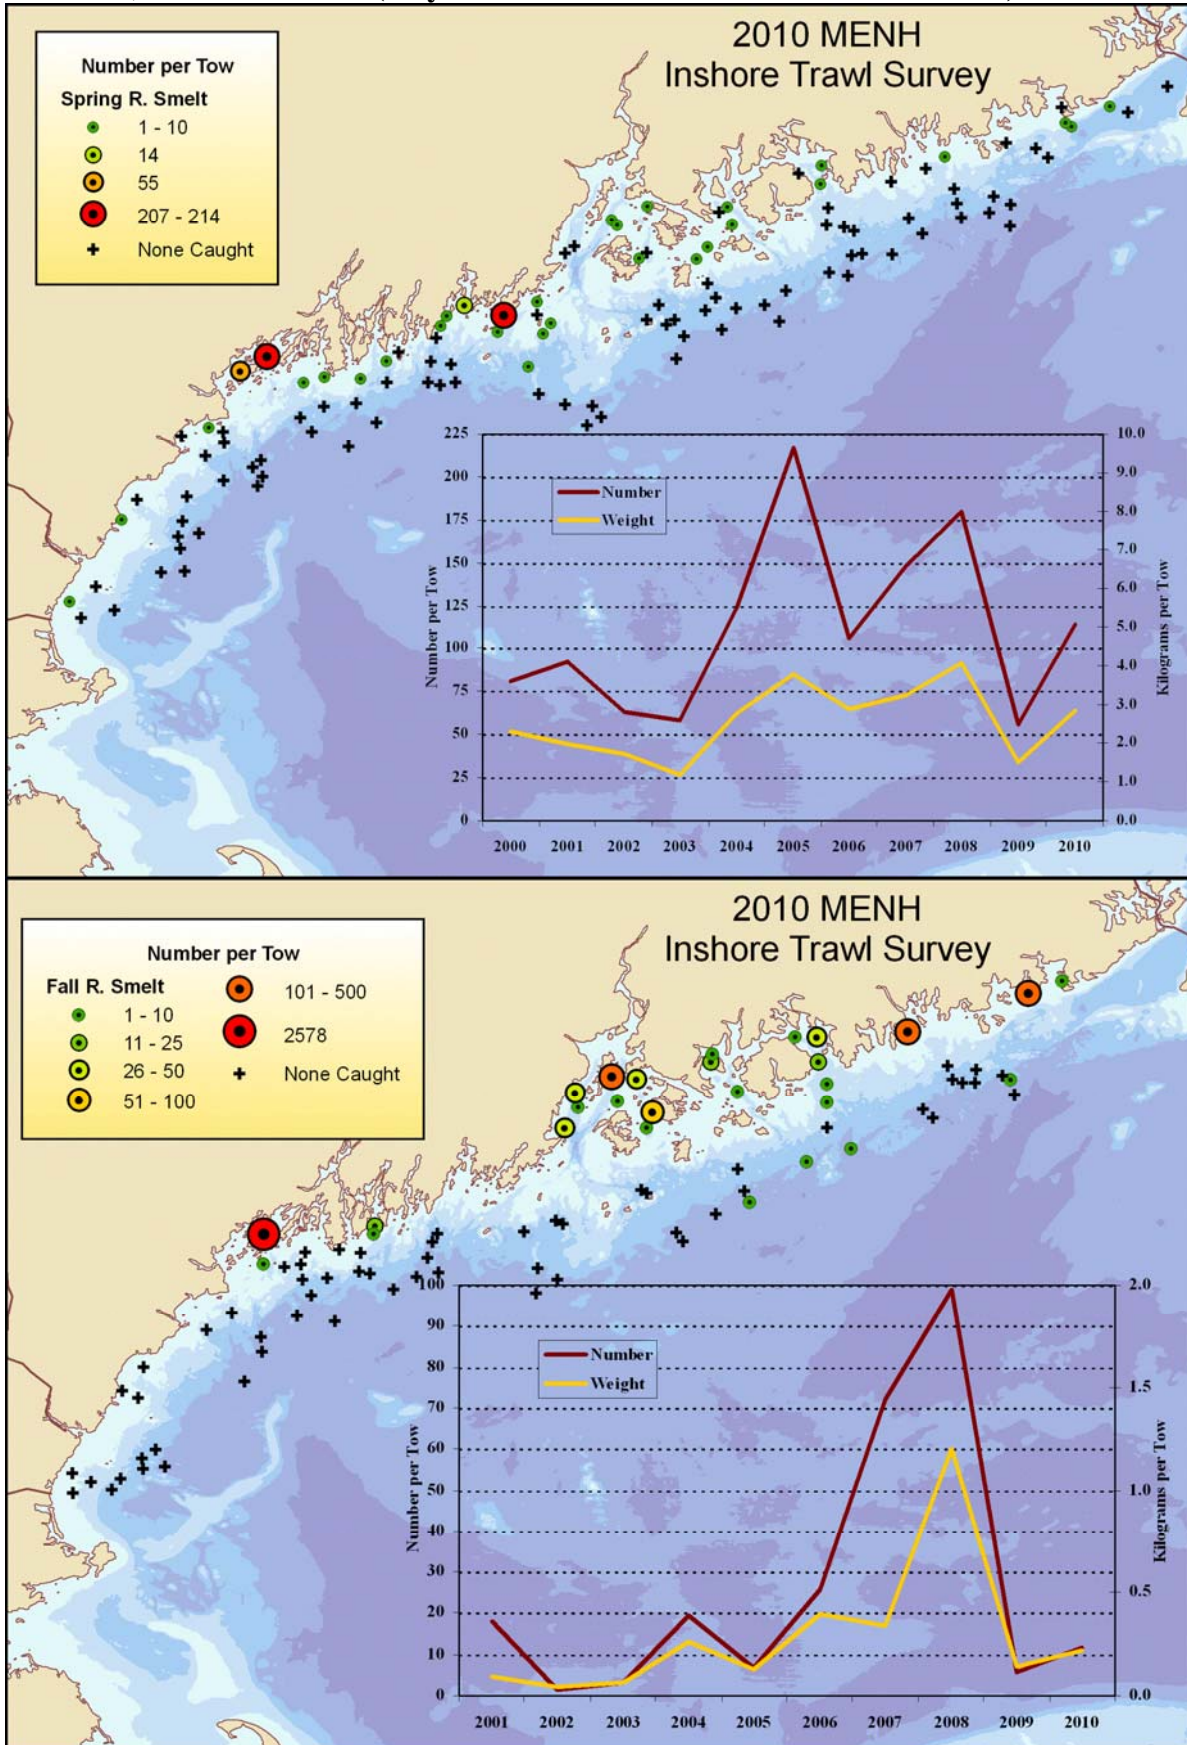 2010 MENH
Inshore Trawl Survey
Number per Tow
Spring R. Smelt
1 - 10
14
55
207 - 214
None Caught
Number
Weight
Number per Tow
Kilograms per Tow
225
200
175
150
125
100
75
50
25
0
10.0
9.0
8.0
7.0
6.0
5.0
4.0
3.0
2.0
1.0
0.0
2000 2001 2002 2003 2004 2005 2006 2007 2008 2009 2010
2010 MENH
Inshore Trawl Survey
Number per Tow
Fall R. Smelt
1 - 10
11 - 25
26 - 50
51 - 100
101 - 500
2578
None Caught
Number
Weight
Number per Tow
Kilograms per Tow
100
90
80
70
60
50
40
30
20
10
0
2.0
1.5
1.0
0.5
0.0
2001 2002 2003 2004 2005 2006 2007 2008 2009 2010